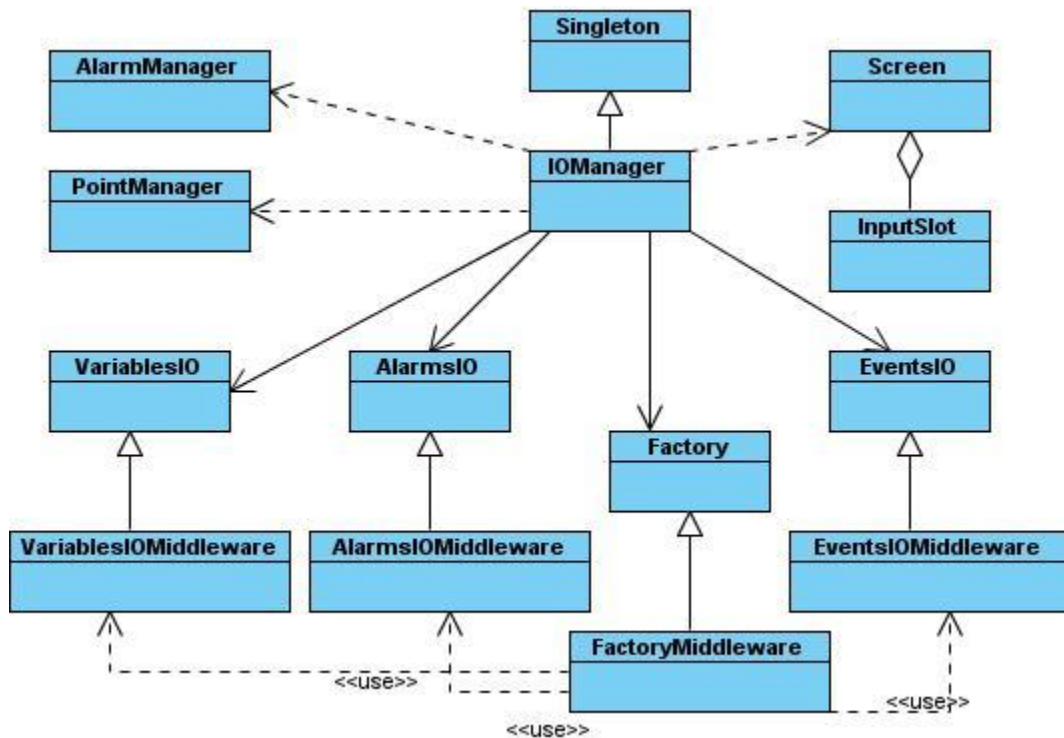 Singleton
AlarmManager
Screen
IOManager
PointManager
InputSlot
VariablesIO
AlarmsIO
EventsIO
Factory
VariablesIOMiddleware
AlarmsIOMiddleware
EventsIOMiddleware
FactoryMiddleware
<<use>>
<<use>>
<<use>>